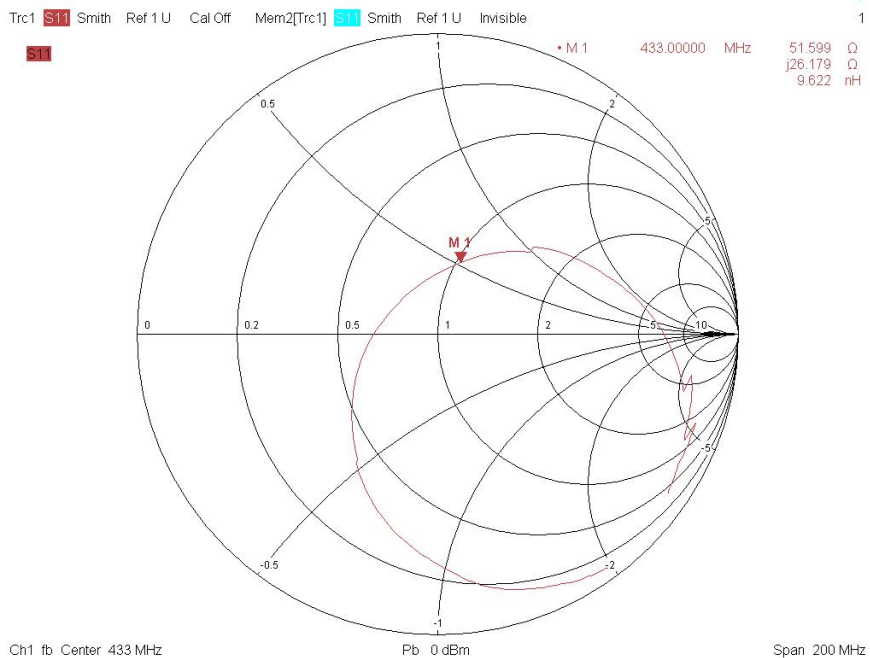 Trc1 S11 Smith Ref 1 U Cal Off Mem2[Trc1] S11 Smith Ref 1 U Invisible 1
S11
• M 1 433.00000 MHz 51.599 Ω
j26.179 Ω
9.622 nH
1
0.5 2
5
M 1
0 0.2 0.5 1 2 5 10
-5
-0.5 -2
-1
Ch1 fb Center 433 MHz Pb 0 dBm Span 200 MHz